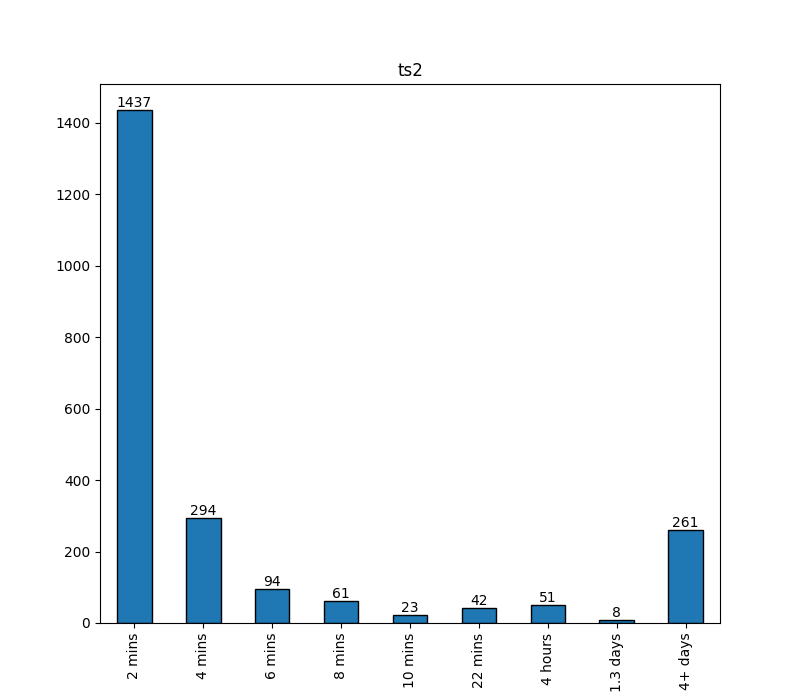 ts2
1437
1400
1200
1000
800
600
400
200
0
294
94
61
23
42
51
8
261
2 mins
4 mins
6 mins
8 mins
10 mins
22 mins
4 hours
1.3 days
4+ days